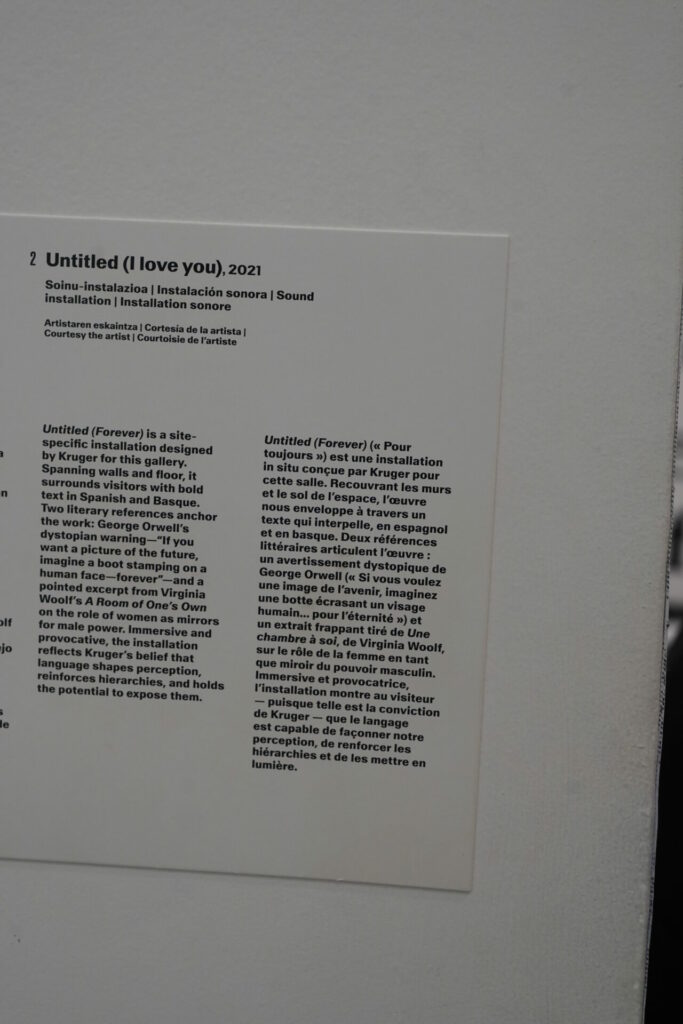 2 Untitled (I love you), 2021
Soinu-instalazioa | Instalación sonora | Sound
installation | Installation sonore
Artistaren eskaintza | Cortesía de la artista |
Courtesy the artist | Courtoisie de l'artiste
Untitled (Forever) is a site-
specific installation designed
by Kruger for this gallery.
Spanning walls and floor, it
surrounds visitors with bold
text in Spanish and Basque.
Two literary references anchor
the work: George Orwell's
dystopian warning—"If you
want a picture of the future,
imagine a boot stamping on a
human face—forever"—and a
pointed excerpt from Virginia
Woolf's A Room of One's Own
on the role of women as mirrors
for male power. Immersive and
provocative, the installation
reflects Kruger's belief that
language shapes perception,
reinforces hierarchies, and holds
the potential to expose them.
Untitled (Forever) (« Pour
toujours ») est une installation
in situ conçue par Kruger pour
cette salle. Recouvrant les murs
et le sol de l'espace, l'œuvre
nous enveloppe à travers un
texte qui interpelle, en espagnol
et en basque. Deux références
littéraires articulent l'œuvre :
un avertissement dystopique de
George Orwell (« Si vous voulez
une image de l'avenir, imaginez
une botte écrasant un visage
humain... pour l'éternité ») et
un extrait frappant tiré de Une
chambre à soi, de Virginia Woolf,
sur le rôle de la femme en tant
que miroir du pouvoir masculin.
Immersive et provocatrice,
l'installation montre au visiteur
— puisque telle est la conviction
de Kruger — que le langage
est capable de façonner notre
perception, de renforcer les
hiérarchies et de les mettre en
lumière.